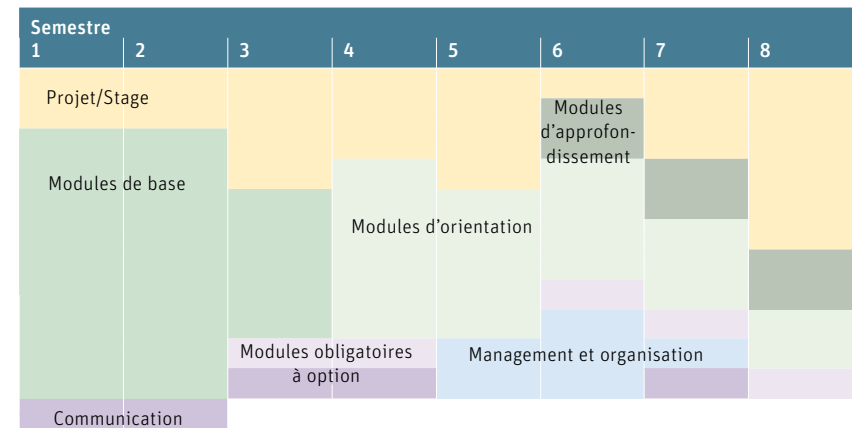 Semestre
1 2 3 4 5 6 7 8
Projet/Stage
Modules
d’approfon-
dissement
Modules de base
Modules d’orientation
Modules obligatoires
à option
Management et organisation
Communication